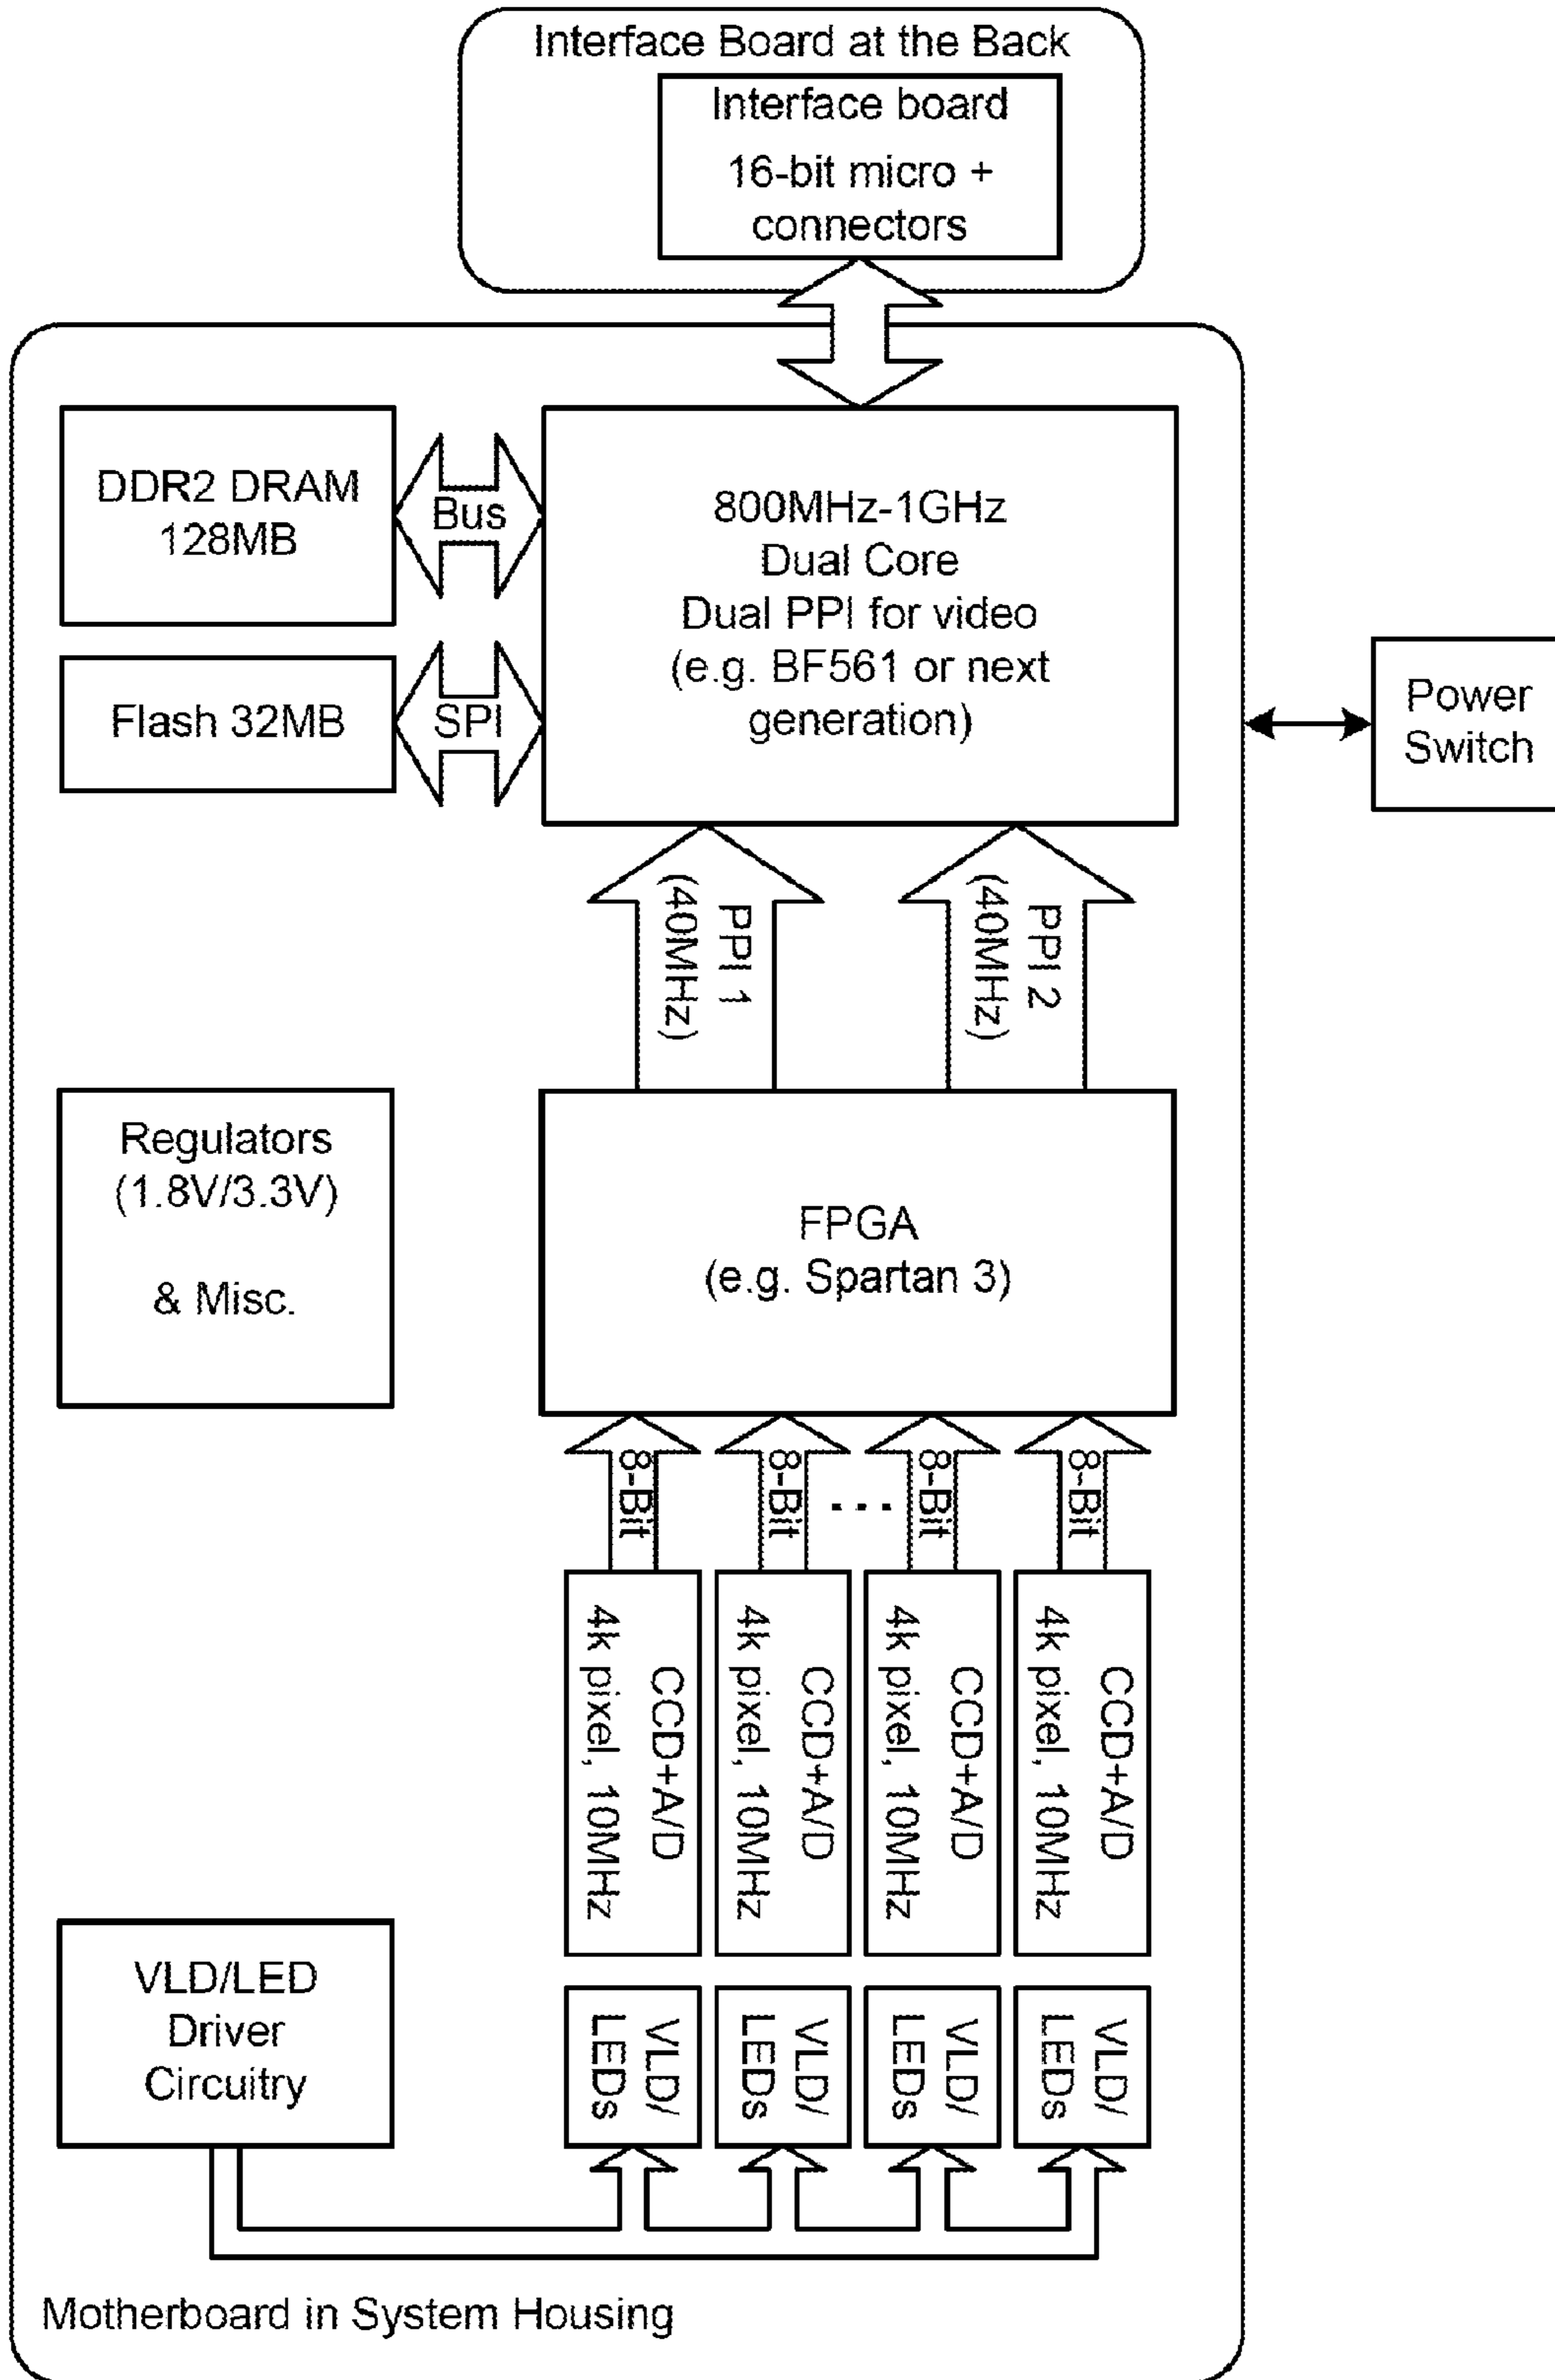 Interface Board at the Back
Interface board
16-bit micro +
connectors
DDR2 DRAM
128MB
Bus
800MHz-1GHz
Dual Core
Dual PPI for video
(e.g. BF561 or next
generation)
Flash 32MB
SPI
Power
Switch
PPI 1
(40MHz)
PPI 2
(40MHz)
Regulators
(1.8V/3.3V)
& Misc.
FPGA
(e.g. Spartan 3)
8-Bit
8-Bit
...
8-Bit
8-Bit
CCD+A/D
4k pixel, 10MHz
CCD+A/D
4k pixel, 10MHz
CCD+A/D
4k pixel, 10MHz
CCD+A/D
4k pixel, 10MHz
VLD/LED
Driver
Circuitry
VLD/
LEDs
VLD/
LEDs
VLD/
LEDs
VLD/
LEDs
Motherboard in System Housing